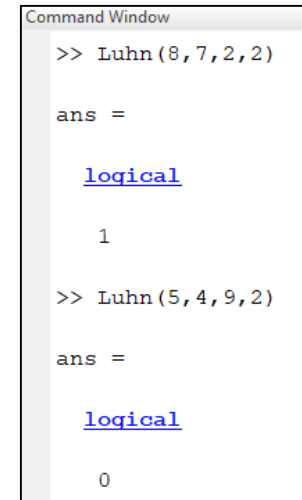 Command Window
>> Luhn(8,7,2,2)
ans =
logical
1
>> Luhn(5,4,9,2)
ans =
logical
0